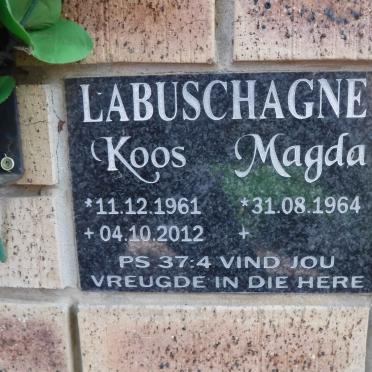 LABUSCHAGNE
Koos Magda
*11.12.1961 *31.08.1964
+04.10.2012 +
PS 37:4 VIND JOU
VREUGDE IN DIE HERE